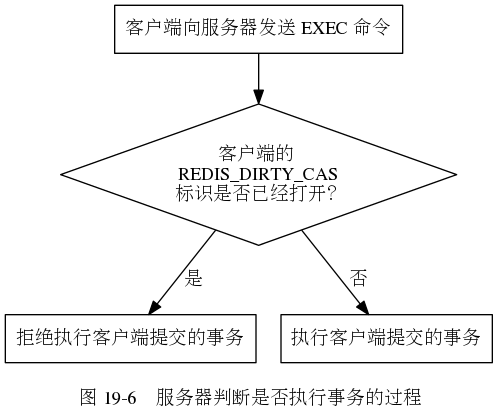 客户端向服务器发送 EXEC 命令
客户端的
REDIS_DIRTY_CAS
标识是否已经打开?
是
否
拒绝执行客户端提交的事务
执行客户端提交的事务
图 19-6 服务器判断是否执行事务的过程